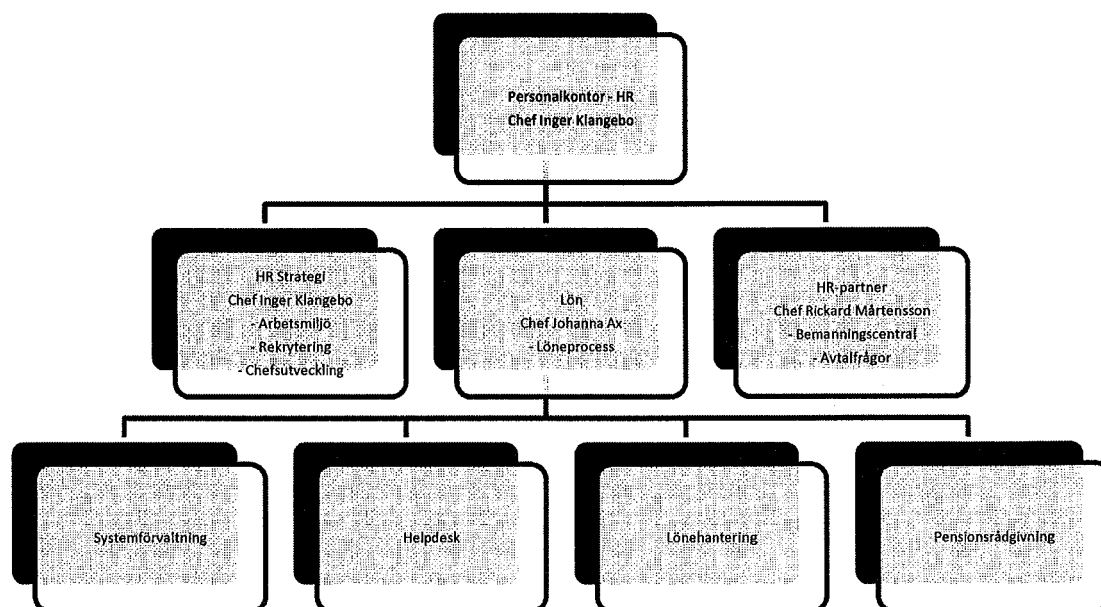 Personalkontor - HR
Chef Inger Klangebo
HR Strategi
Chef Inger Klangebo
- Arbetsmiljö
- Rekrytering
- Chefsutveckling
Lön
Chef Johanna Ax
- Löneprocess
HR-partner
Chef Rickard Mårtensson
- Bemanningscentral
- Avtalfrågor
Systemförvaltning
Helpdesk
Lönehantering
Pensionsrådgivning